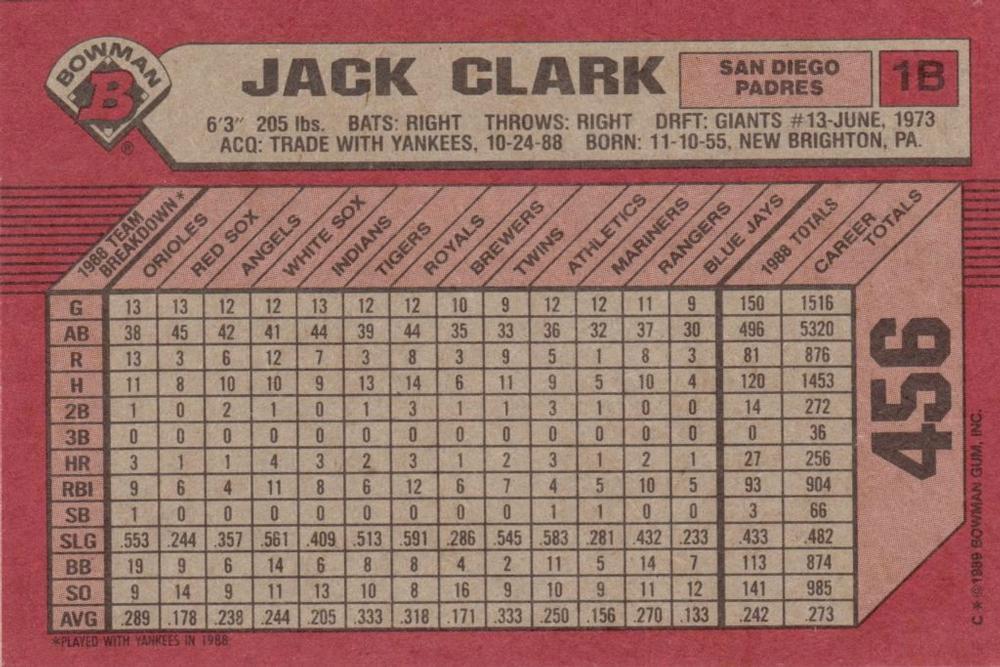 BOWMAN
B
®
JACK CLARK
SAN DIEGO
PADRES
1B
6'3" 205 lbs. BATS: RIGHT THROWS: RIGHT DRFT: GIANTS #13-JUNE, 1973
ACQ: TRADE WITH YANKEES, 10-24-88 BORN: 11-10-55, NEW BRIGHTON, PA.
1988 TEAM
BREAKDOWN*
ORIOLES
RED SOX
ANGELS
WHITE SOX
INDIANS
TIGERS
ROYALS
BREWERS
TWINS
ATHLETICS
MARINERS
RANGERS
BLUE JAYS
1988 TOTALS
CAREER
TOTALS
G 13 13 12 12 13 12 12 10 9 12 12 11 9 150 1516
AB 38 45 42 41 44 39 44 35 33 36 32 37 30 496 5320
R 13 3 6 12 7 3 8 3 9 5 1 8 3 81 876
H 11 8 10 10 9 13 14 6 11 9 5 10 4 120 1453
2B 1 0 2 1 0 1 3 1 1 3 1 0 0 14 272
3B 0 0 0 0 0 0 0 0 0 0 0 0 0 0 36
HR 3 1 1 4 3 2 3 1 2 3 1 2 1 27 256
RBI 9 6 4 11 8 6 12 6 7 4 5 10 5 93 904
SB 1 0 0 0 0 0 0 0 0 1 1 0 0 3 66
SLG .553 .244 .357 .561 .409 .513 .591 .286 .545 .583 .281 .432 .233 .433 .482
BB 19 9 6 14 6 8 8 4 2 11 5 14 7 113 874
SO 9 14 9 11 13 10 8 16 9 10 9 11 12 141 985
AVG .289 .178 .238 .244 .205 .333 .318 .171 .333 .250 .156 .270 .133 .242 .273
*PLAYED WITH YANKEES IN 1988
456
C*©1989 BOWMAN GUM, INC.